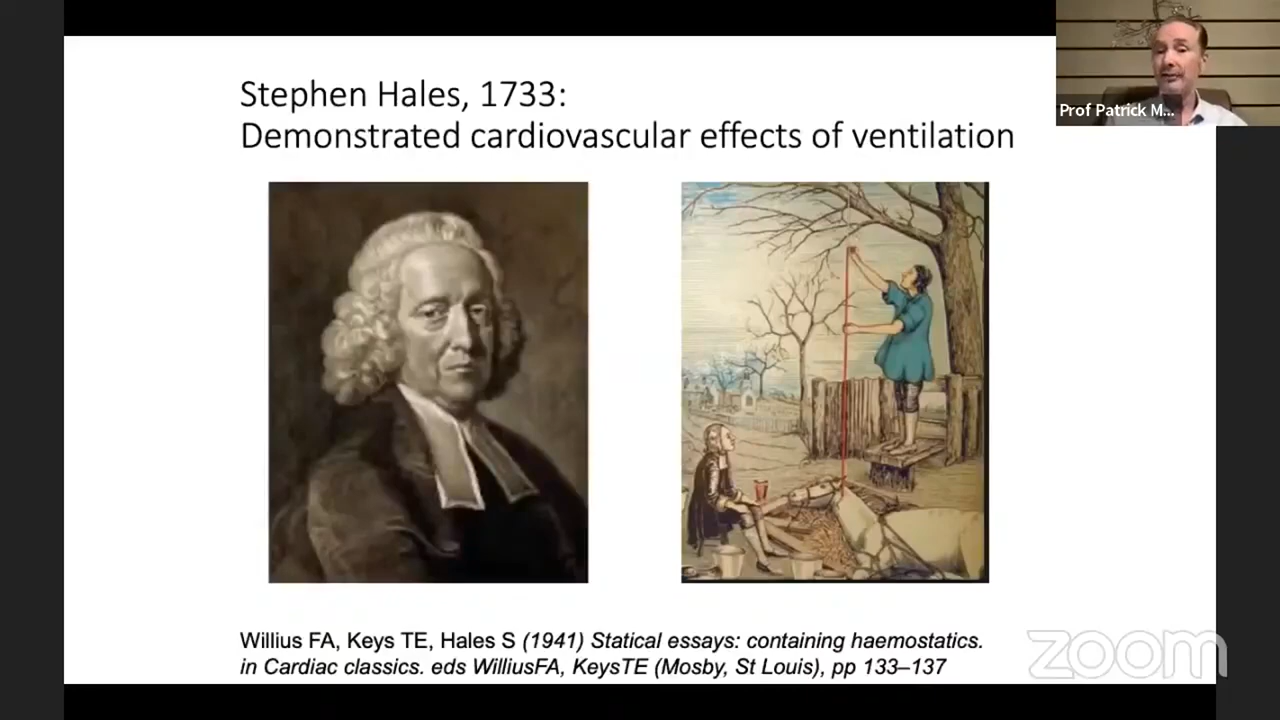 Stephen Hales, 1733:
Demonstrated cardiovascular effects of ventilation
Prof Patrick M...
Willius FA, Keys TE, Hales S (1941) Statical essays: containing haemostatics.
in Cardiac classics. eds WilliusFA, KeysTE (Mosby, St Louis), pp 133–137
zoom